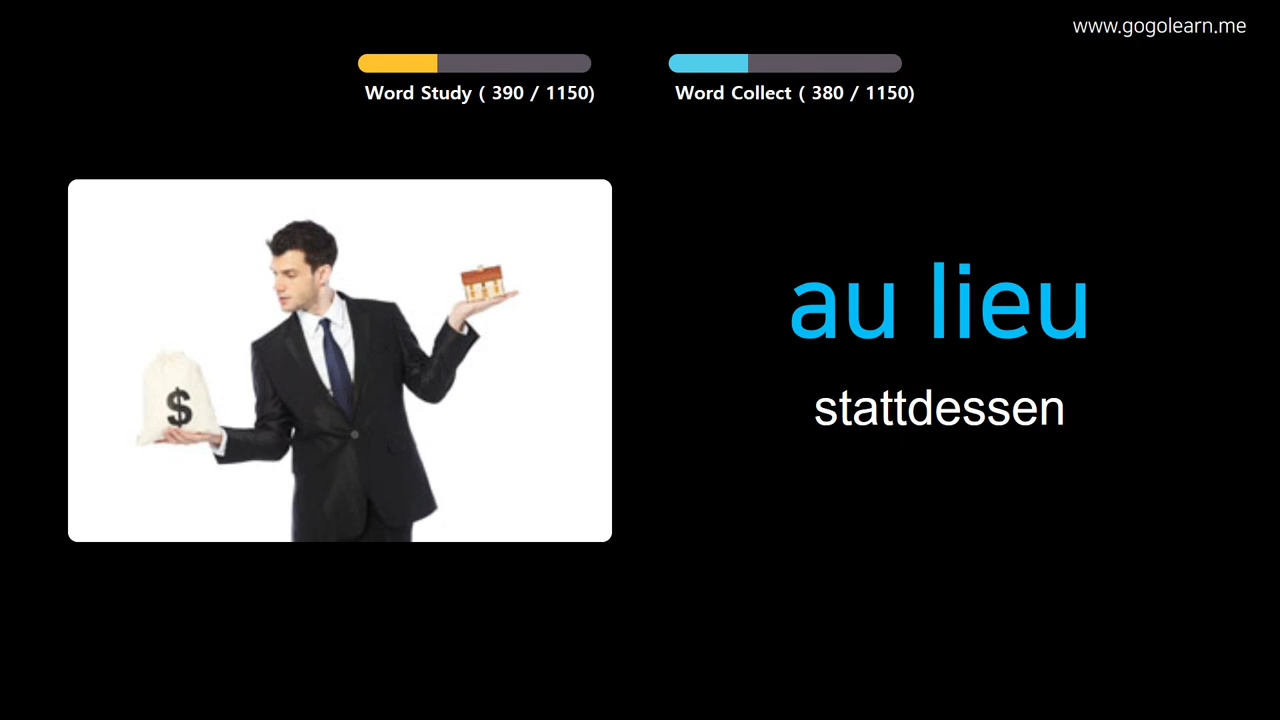 www.gogolearn.me
Word Study ( 390 / 1150)
Word Collect ( 380 / 1150)
$
au lieu
stattdessen